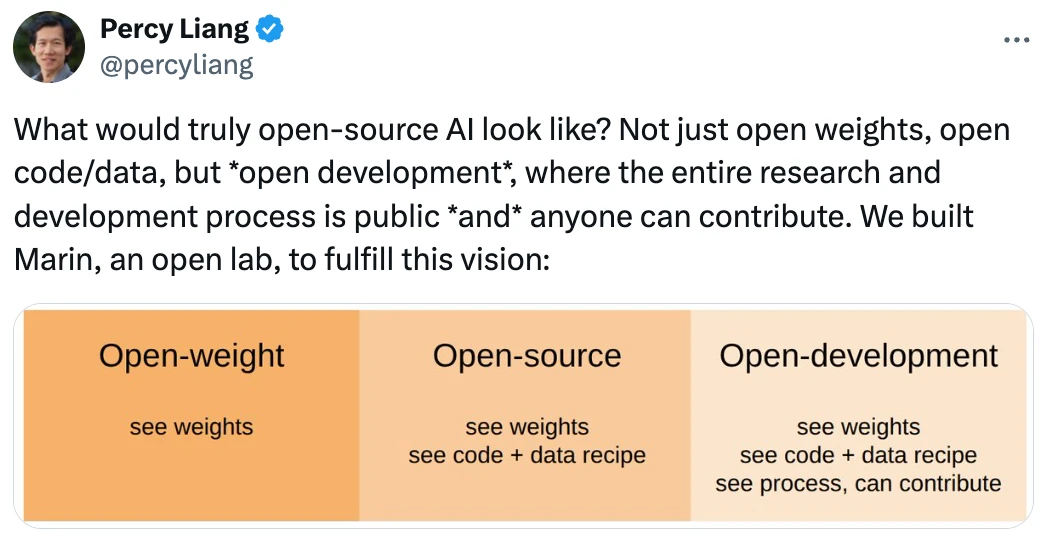 Percy Liang
@percyliang
What would truly open-source AI look like? Not just open weights, open
code/data, but *open development*, where the entire research and
development process is public *and* anyone can contribute. We built
Marin, an open lab, to fulfill this vision:
Open-weight
see weights
Open-source
see weights
see code + data recipe
Open-development
see weights
see code + data recipe
see process, can contribute